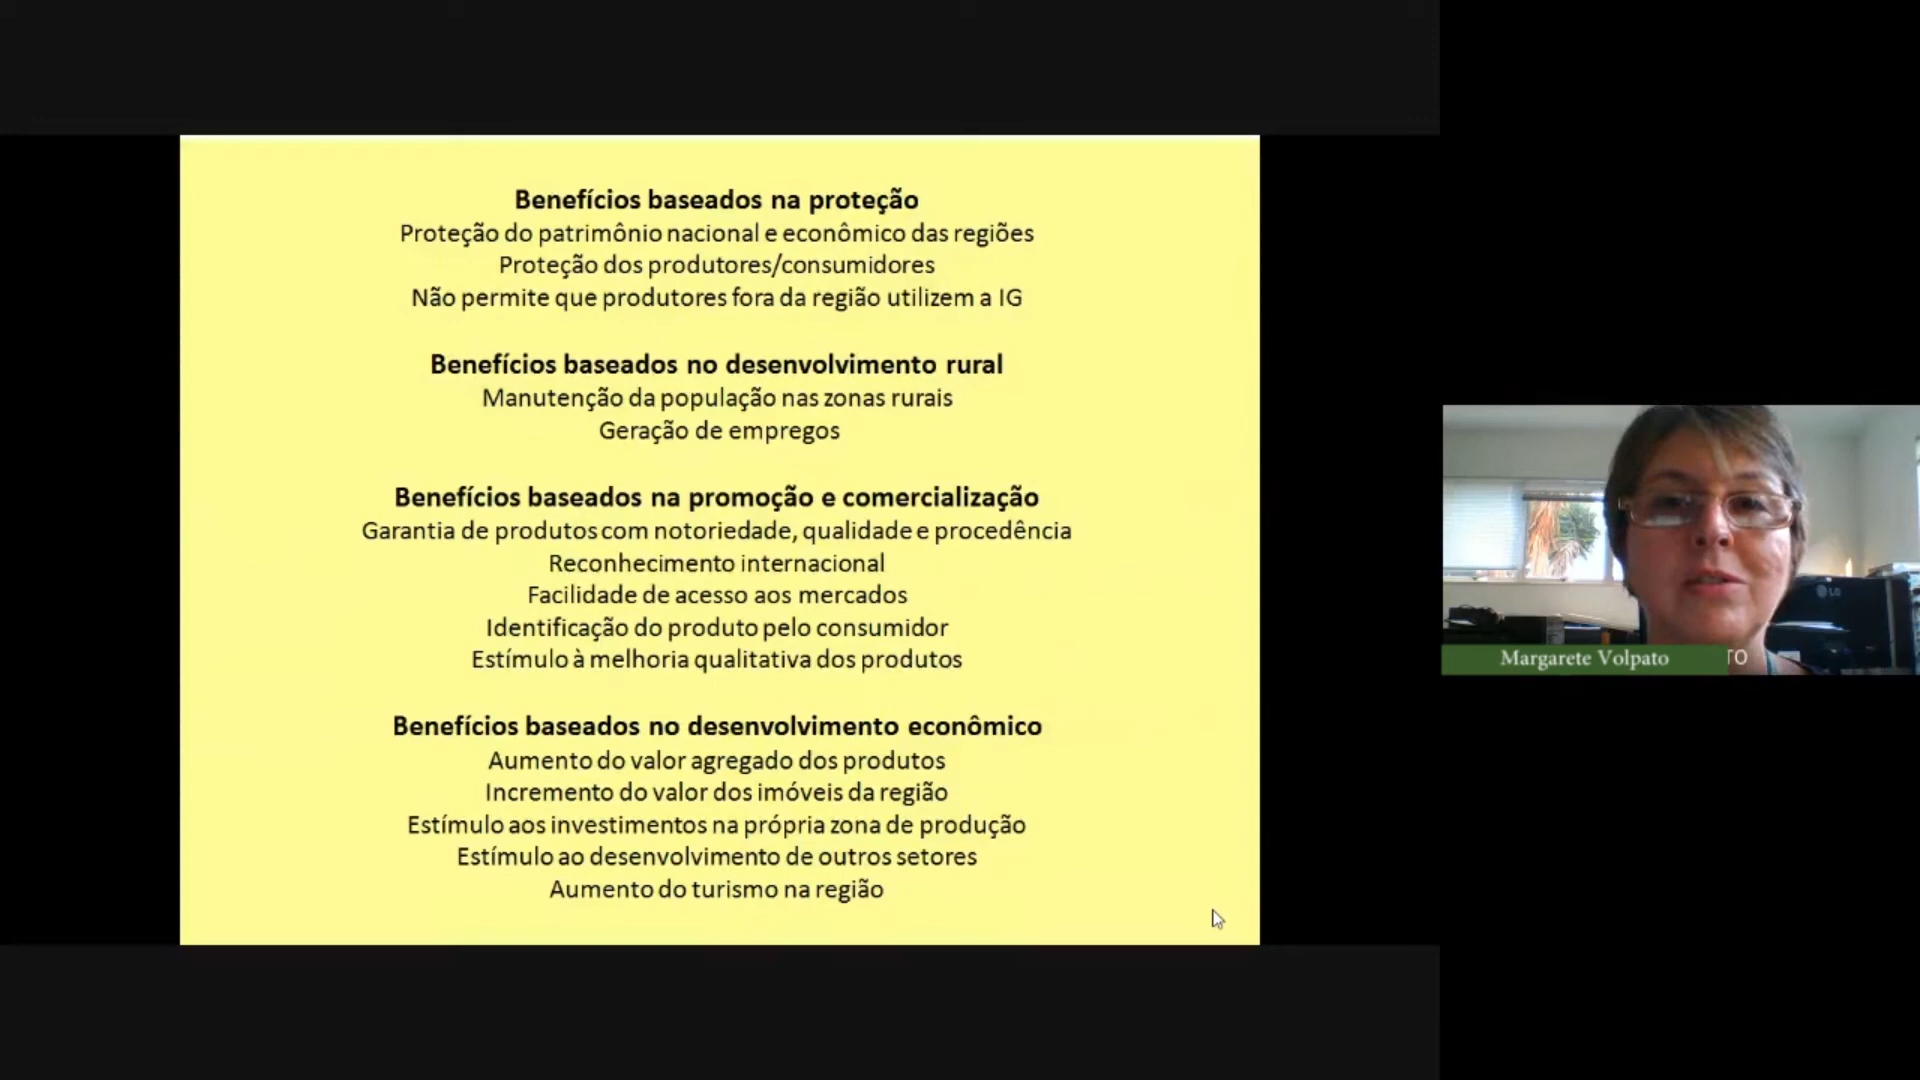 Benefícios baseados na proteção
Proteção do patrimônio nacional e econômico das regiões
Proteção dos produtores/consumidores
Não permite que produtores fora da região utilizem a IG
Benefícios baseados no desenvolvimento rural
Manutenção da população nas zonas rurais
Geração de empregos
Benefícios baseados na promoção e comercialização
Garantia de produtos com notoriedade, qualidade e procedência
Reconhecimento internacional
Facilidade de acesso aos mercados
Identificação do produto pelo consumidor
Estímulo à melhoria qualitativa dos produtos
Benefícios baseados no desenvolvimento econômico
Aumento do valor agregado dos produtos
Incremento do valor dos imóveis da região
Estímulo aos investimentos na própria zona de produção
Estímulo ao desenvolvimento de outros setores
Aumento do turismo na região
LG
Margarete Volpato
TO